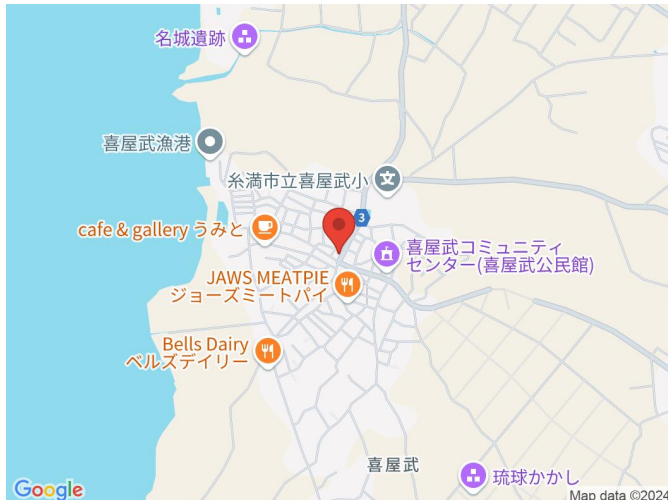 名城遺跡
喜屋武漁港
糸満市立喜屋武小
3
cafe & gallery うみと
喜屋武コミュニティ
センター(喜屋武公民館)
JAWS MEATPIE
ジョーズミートパイ
Bells Dairy
ベルズデイリー
喜屋武
琉球かかし
Google
Map data ©2024